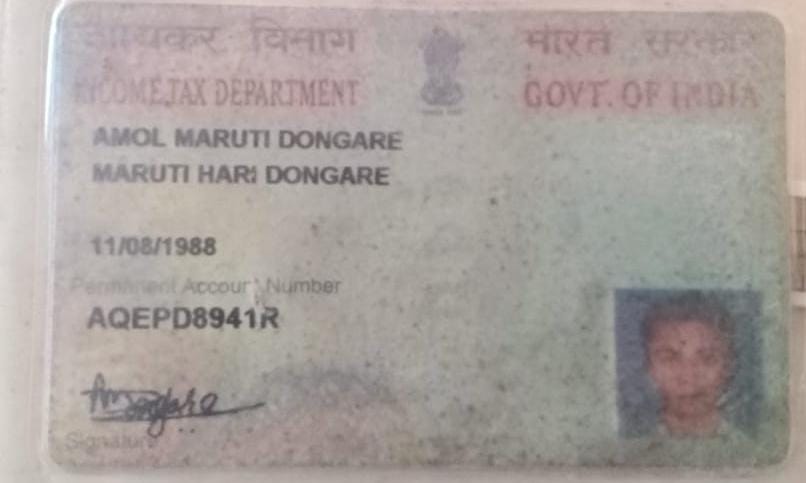 आयकर विभाग
भारत सरकार
INCOME TAX DEPARTMENT
GOVT. OF INDIA
AMOL MARUTI DONGARE
MARUTI HARI DONGARE
11/08/1988
Permanent Account Number
AQEPD8941R
Signature